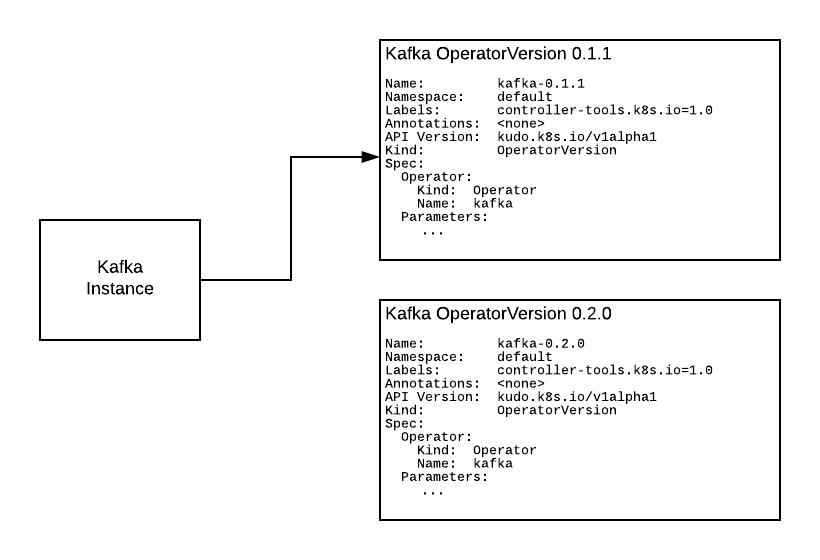 Kafka OperatorVersion 0.1.1
Name:         kafka-0.1.1
Namespace:    default
Labels:       controller-tools.k8s.io=1.0
Annotations:  <none>
API Version:  kudo.k8s.io/v1alpha1
Kind:         OperatorVersion
Spec:
  Operator:
    Kind:  Operator
    Name:  kafka
  Parameters:
    ...
Kafka
Instance
Kafka OperatorVersion 0.2.0
Name:         kafka-0.2.0
Namespace:    default
Labels:       controller-tools.k8s.io=1.0
Annotations:  <none>
API Version:  kudo.k8s.io/v1alpha1
Kind:         OperatorVersion
Spec:
  Operator:
    Kind:  Operator
    Name:  kafka
  Parameters:
    ...